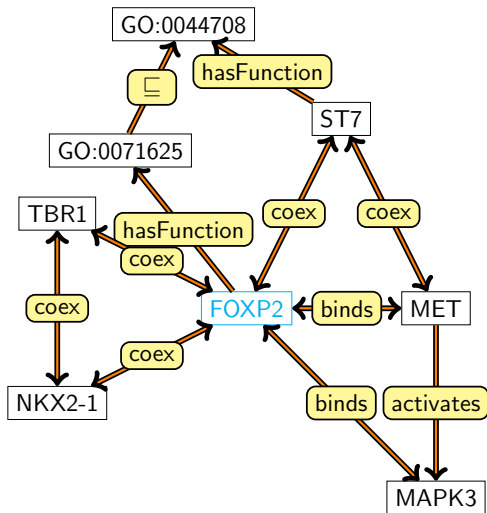 GO:0044708
hasFunction
⊑
ST7
GO:0071625
TBR1
coex
coex
hasFunction
coex
coex
FOXP2
binds
MET
coex
NKX2-1
binds
activates
MAPK3